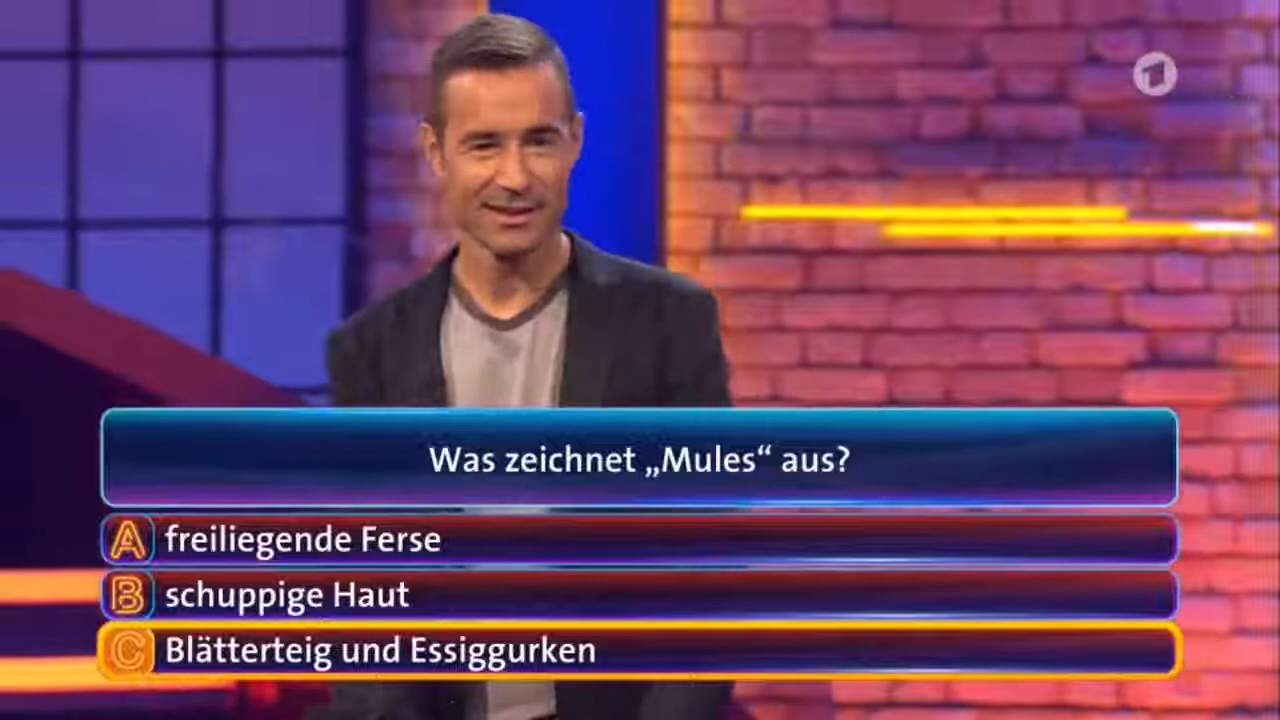 Was zeichnet „Mules“ aus?
A freiliegende Ferse
B schuppige Haut
C Blätterteig und Essiggurken